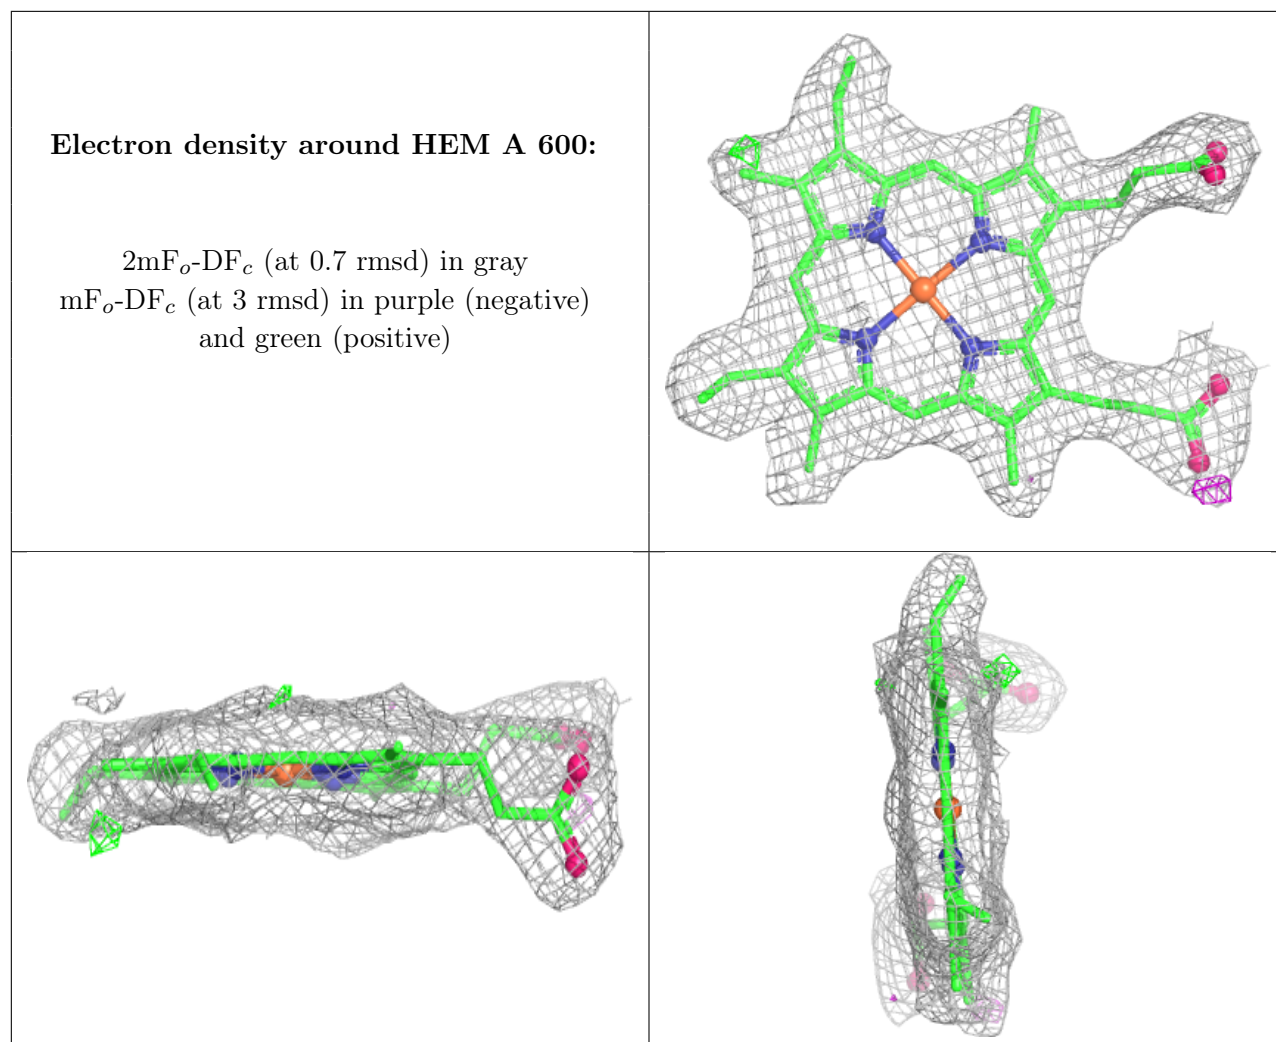 Electron density around HEM A 600:
2mFo-DFc (at 0.7 rmsd) in gray
mFo-DFc (at 3 rmsd) in purple (negative)
and green (positive)